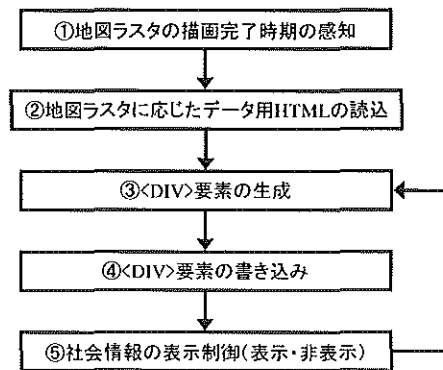 ①地図ラスタの描画完了時期の感知
②地図ラスタに応じたデータ用HTMLの読込
③<DIV>要素の生成
④<DIV>要素の書き込み
⑤社会情報の表示制御(表示・非表示)